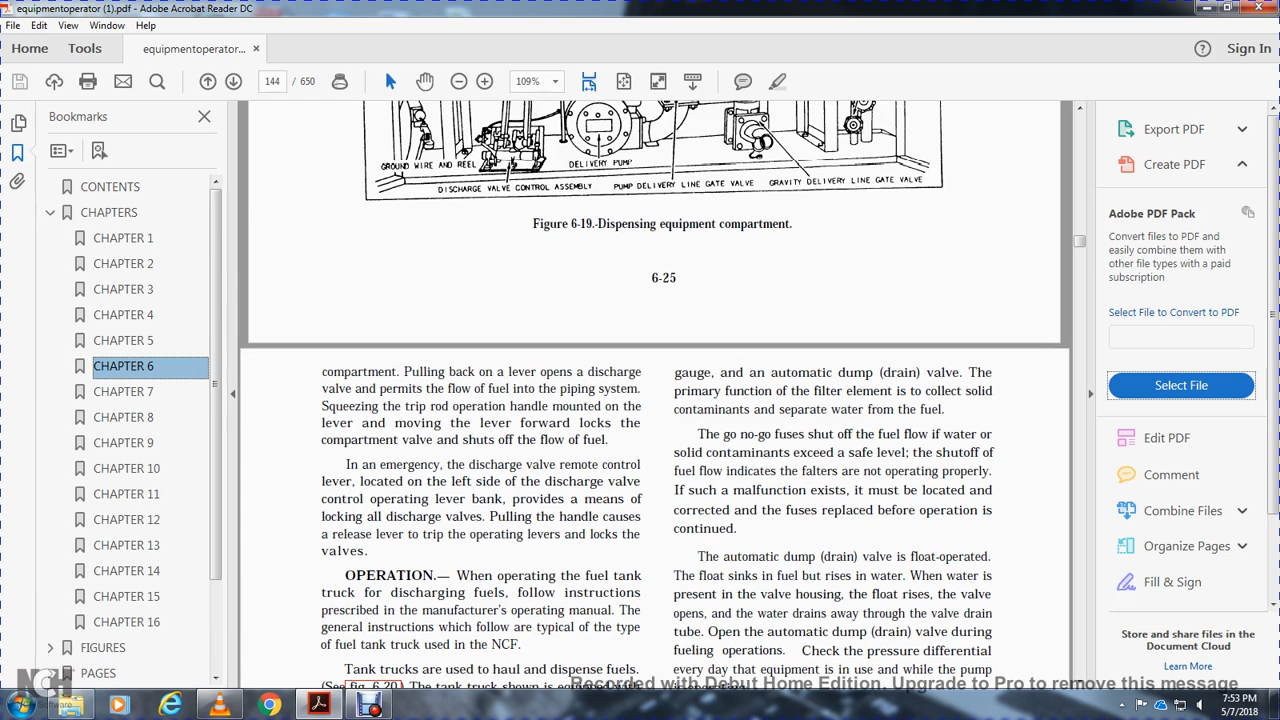 equipmentoperator (1).pdf - Adobe Acrobat Reader DC
File Edit View Window Help
Home Tools equipmentoperator... × Sign In
144 / 650 109%
Bookmarks
CONTENTS
CHAPTERS
CHAPTER 1
CHAPTER 2
CHAPTER 3
CHAPTER 4
CHAPTER 5
CHAPTER 6
CHAPTER 7
CHAPTER 8
CHAPTER 9
CHAPTER 10
CHAPTER 11
CHAPTER 12
CHAPTER 13
CHAPTER 14
CHAPTER 15
CHAPTER 16
FIGURES
PAGES
GROUND WIRE AND REEL
DELIVERY PUMP
DISCHARGE VALVE CONTROL ASSEMBLY
PUMP DELIVERY LINE GATE VALVE
GRAVITY DELIVERY LINE GATE VALVE
Figure 6-19.-Dispensing equipment compartment.
6-25
compartment. Pulling back on a lever opens a discharge
valve and permits the flow of fuel into the piping system.
Squeezing the trip rod operation handle mounted on the
lever and moving the lever forward locks the
compartment valve and shuts off the flow of fuel.
In an emergency, the discharge valve remote control
lever, located on the left side of the discharge valve
control operating lever bank, provides a means of
locking all discharge valves. Pulling the handle causes
a release lever to trip the operating levers and locks the
valves.
OPERATION.— When operating the fuel tank
truck for discharging fuels, follow instructions
prescribed in the manufacturer's operating manual. The
general instructions which follow are typical of the type
of fuel tank truck used in the NCF.
Tank trucks are used to haul and dispense fuels.
(See fig. 6-20.) The tank truck shown is
gauge, and an automatic dump (drain) valve. The
primary function of the filter element is to collect solid
contaminants and separate water from the fuel.
The go no-go fuses shut off the fuel flow if water or
solid contaminants exceed a safe level; the shutoff of
fuel flow indicates the falters are not operating properly.
If such a malfunction exists, it must be located and
corrected and the fuses replaced before operation is
continued.
The automatic dump (drain) valve is float-operated.
The float sinks in fuel but rises in water. When water is
present in the valve housing, the float rises, the valve
opens, and the water drains away through the valve drain
tube. Open the automatic dump (drain) valve during
fueling operations. Check the pressure differential
every day that equipment is in use and while the pump
Export PDF
Create PDF
Adobe PDF Pack
Convert files to PDF and
easily combine them with
other file types with a paid
subscription
Select File to Convert to PDF
Select File
Edit PDF
Comment
Combine Files
Organize Pages
Fill & Sign
Store and share files in the
Document Cloud
Learn More
Recorded with Debut Home Edition. Upgrade to Pro to remove this message
NCH
Software
7:53 PM
5/7/2018